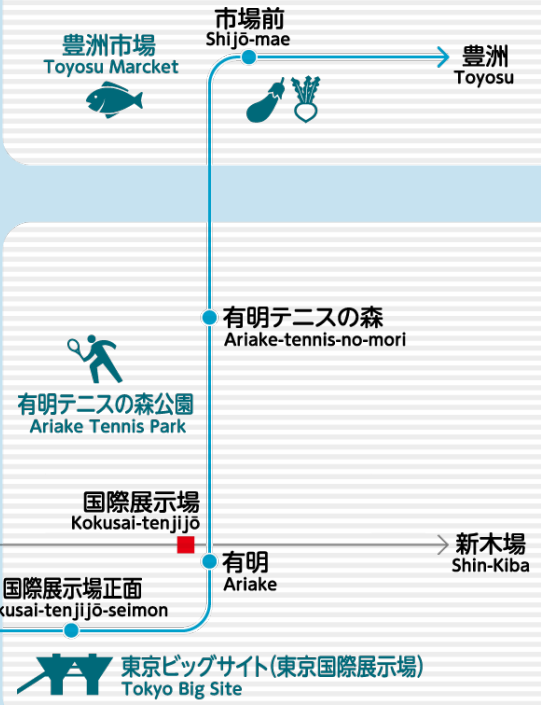 市場前
Shijō-mae
豊洲市場
Toyosu Marcket
豊洲
Toyosu
有明テニスの森
Ariake-tennis-no-mori
有明テニスの森公園
Ariake Tennis Park
国際展示場
Kokusai-tenjijō
新木場
Shin-Kiba
有明
Ariake
国際展示場正面
kusai-tenjijō-seimon
東京ビッグサイト(東京国際展示場)
Tokyo Big Site